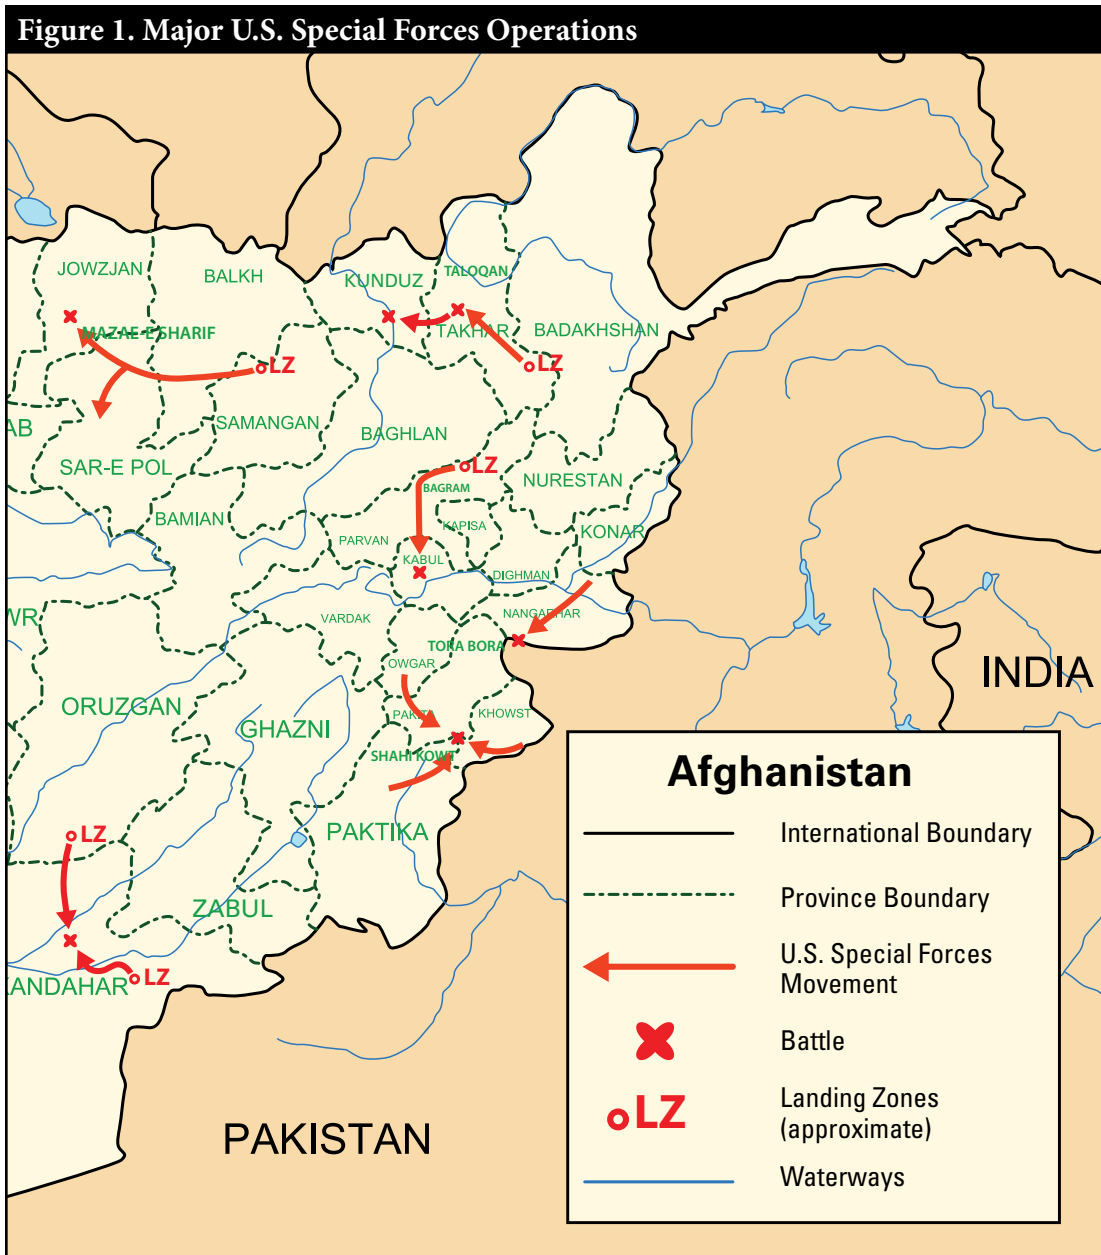 Figure 1. Major U.S. Special Forces Operations
JOWZJAN
BALKH
KUNDUZ
TALOQAN
MAZAE-E SHARIF
TAKHAR
BADAKHSHAN
LZ
LZ
AB
SAMANGAN
BAGHLAN
SAR-E POL
LZ
NURESTAN
BAGRAM
BAMIAN
KAPISA
KONAR
PARVAN
KABUL
DIGHMAN
WR
VARDAK
NANGARHAR
TORA BORA
OWGAR
INDIA
ORUZGAN
GHAZNI
KHOWST
SHAHI KOWT
PAKTIKA
LZ
ZABUL
LZ
KANDAHAR
PAKISTAN
Afghanistan
International Boundary
Province Boundary
U.S. Special Forces
Movement
Battle
LZ
Landing Zones
(approximate)
Waterways